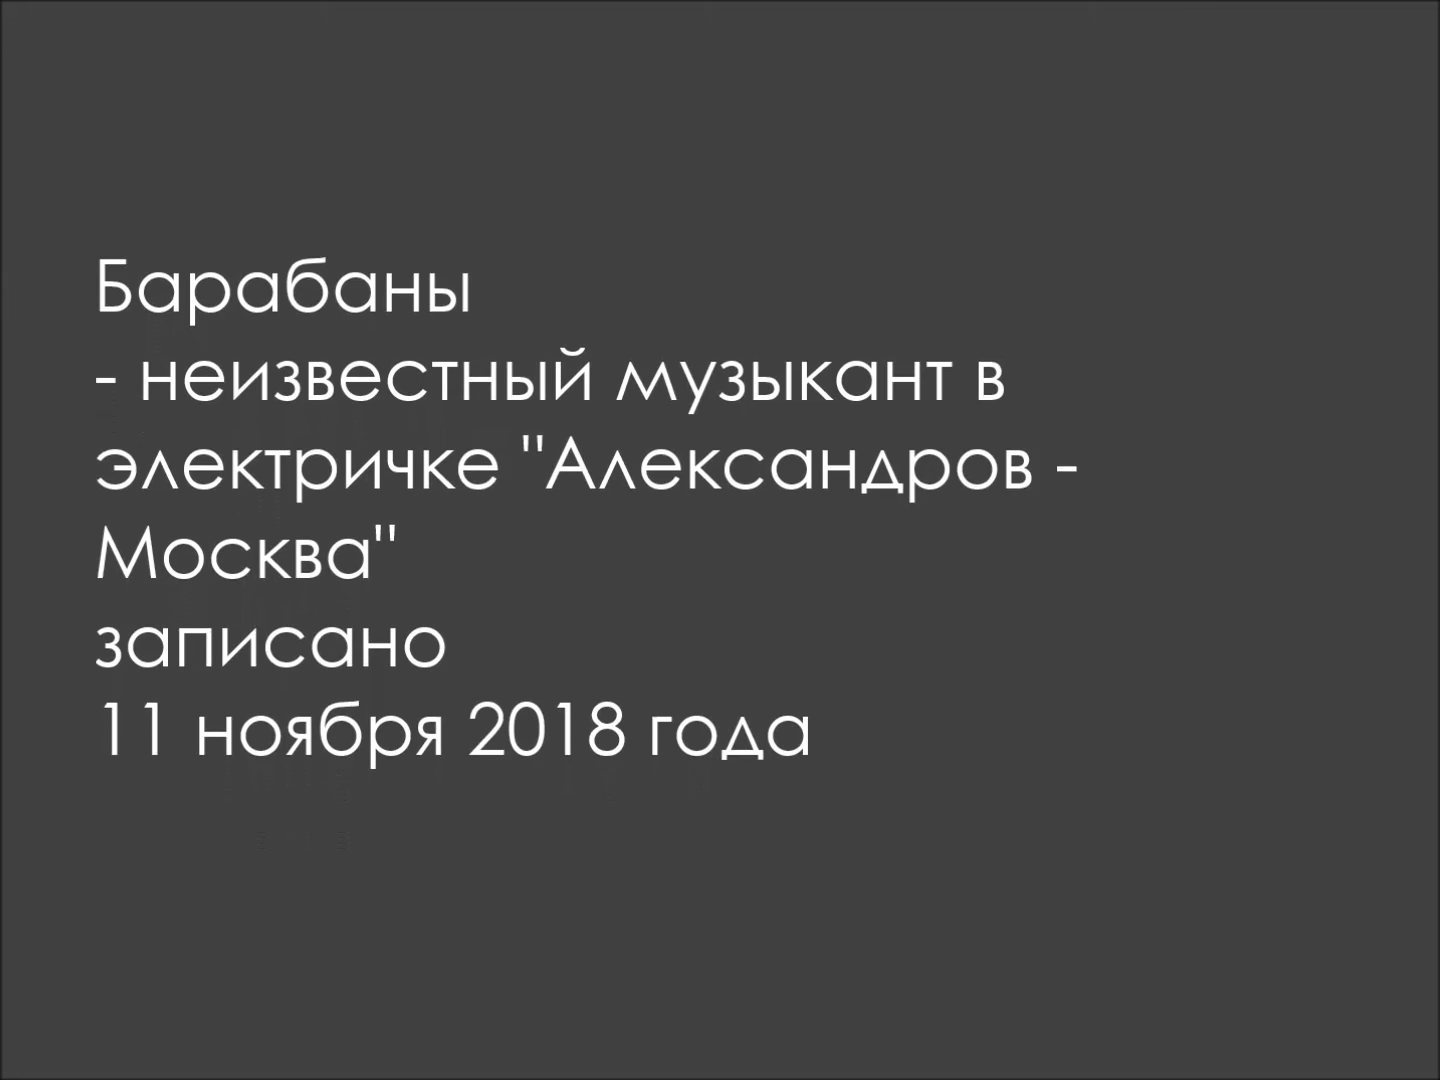 Барабаны
- неизвестный музыкант в
электричке "Александров -
Москва"
записано
11 ноября 2018 года